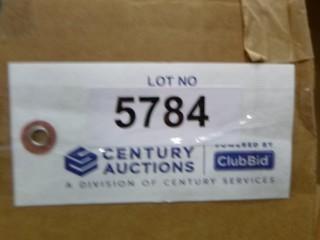 LOT NO
5784
CENTURY AUCTIONS
POWERED BY
ClubBid
A DIVISION OF CENTURY SERVICES